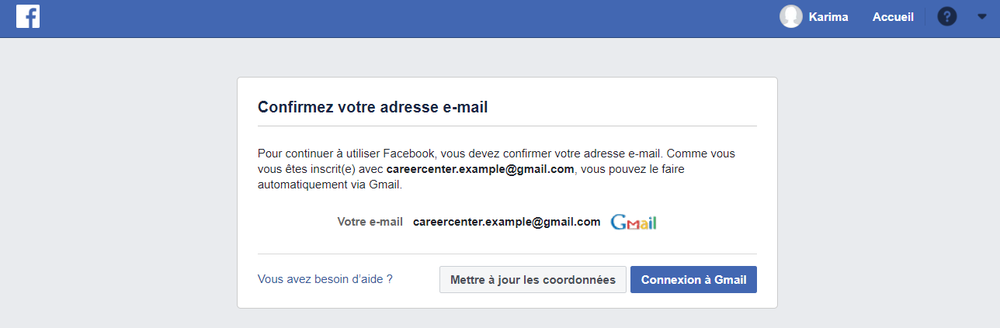 f
Karima Accueil ?
Confirmez votre adresse e-mail
Pour continuer à utiliser Facebook, vous devez confirmer votre adresse e-mail. Comme vous
vous êtes inscrit(e) avec careercenter.example@gmail.com, vous pouvez le faire
automatiquement via Gmail.
Votre e-mail careercenter.example@gmail.com Gmail
Vous avez besoin d’aide ? Mettre à jour les coordonnées Connexion à Gmail